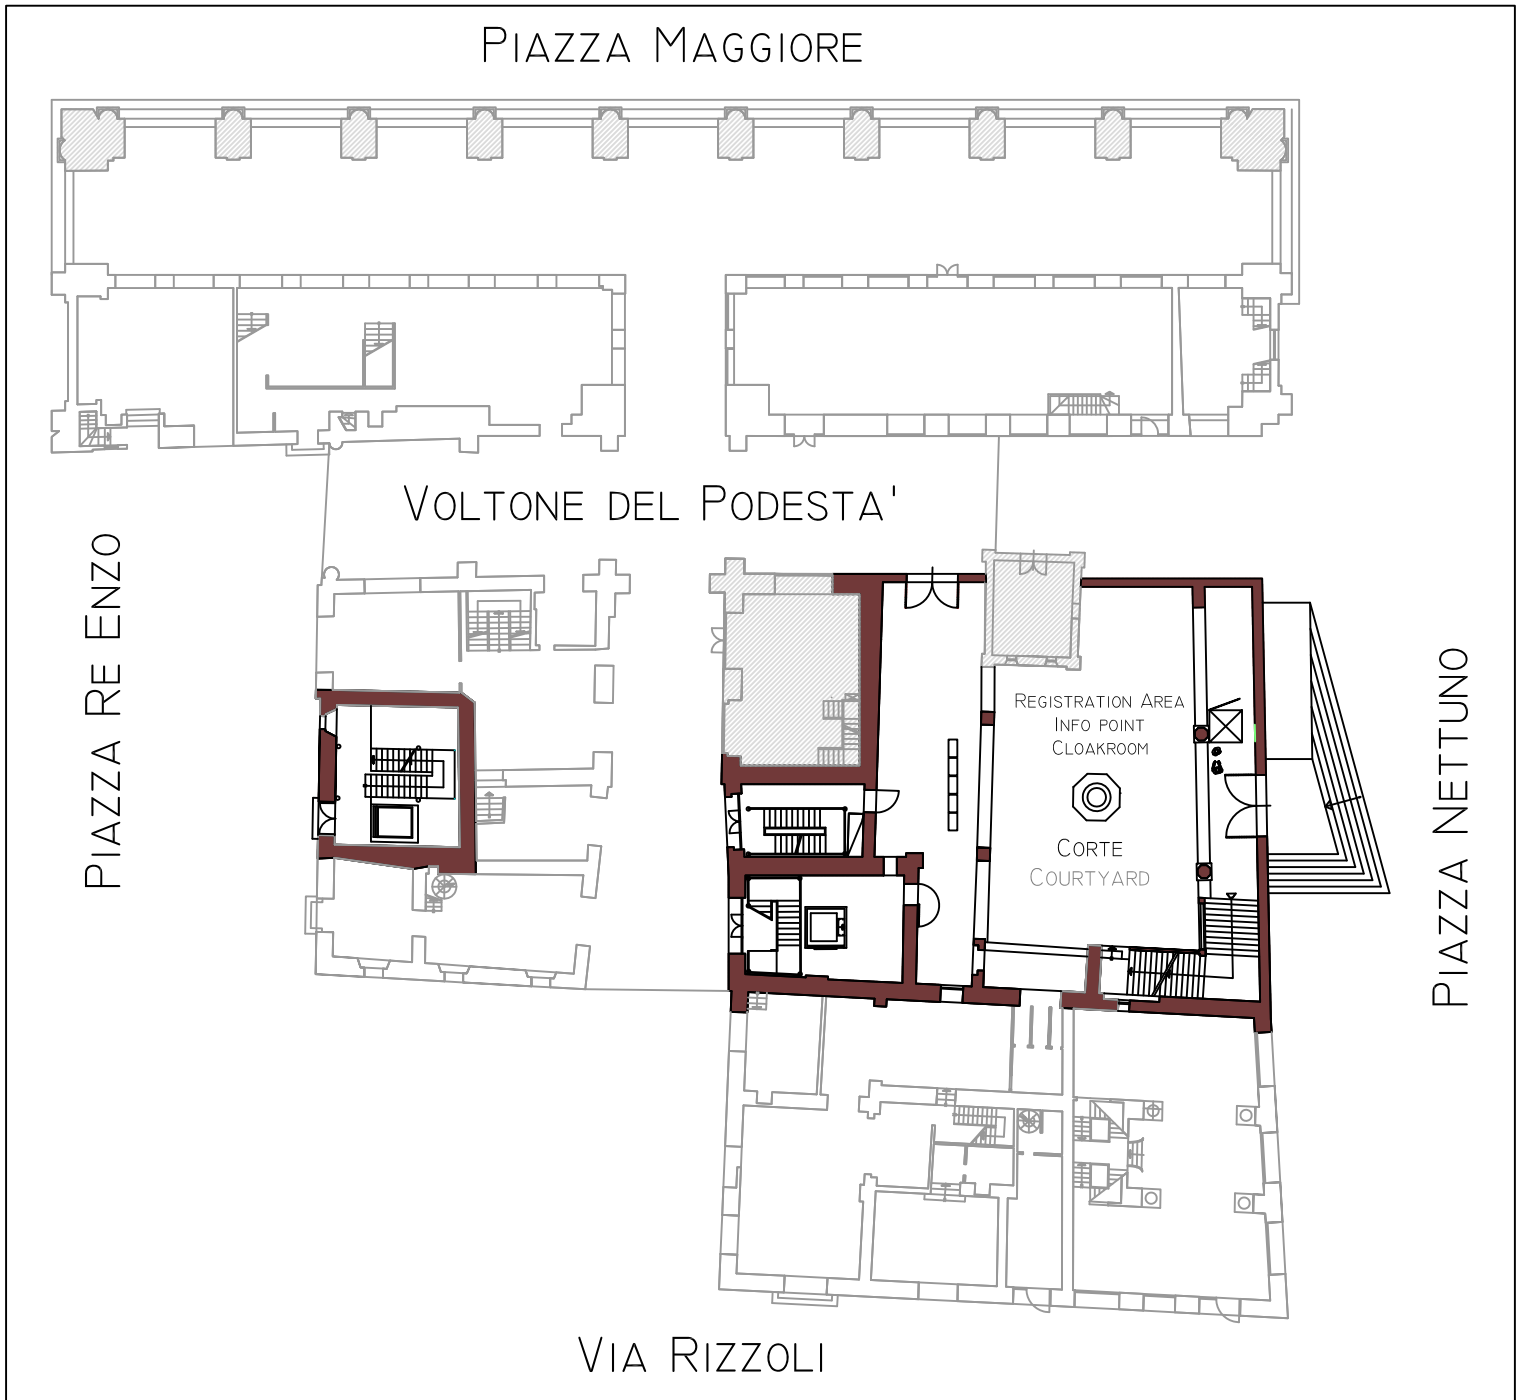 PIAZZA MAGGIORE
VOLTONE DEL PODESTA'
PIAZZA RE ENZO
REGISTRATION AREA
INFO POINT
CLOAKROOM
CORTE
COURTYARD
PIAZZA NETTUNO
VIA RIZZOLI